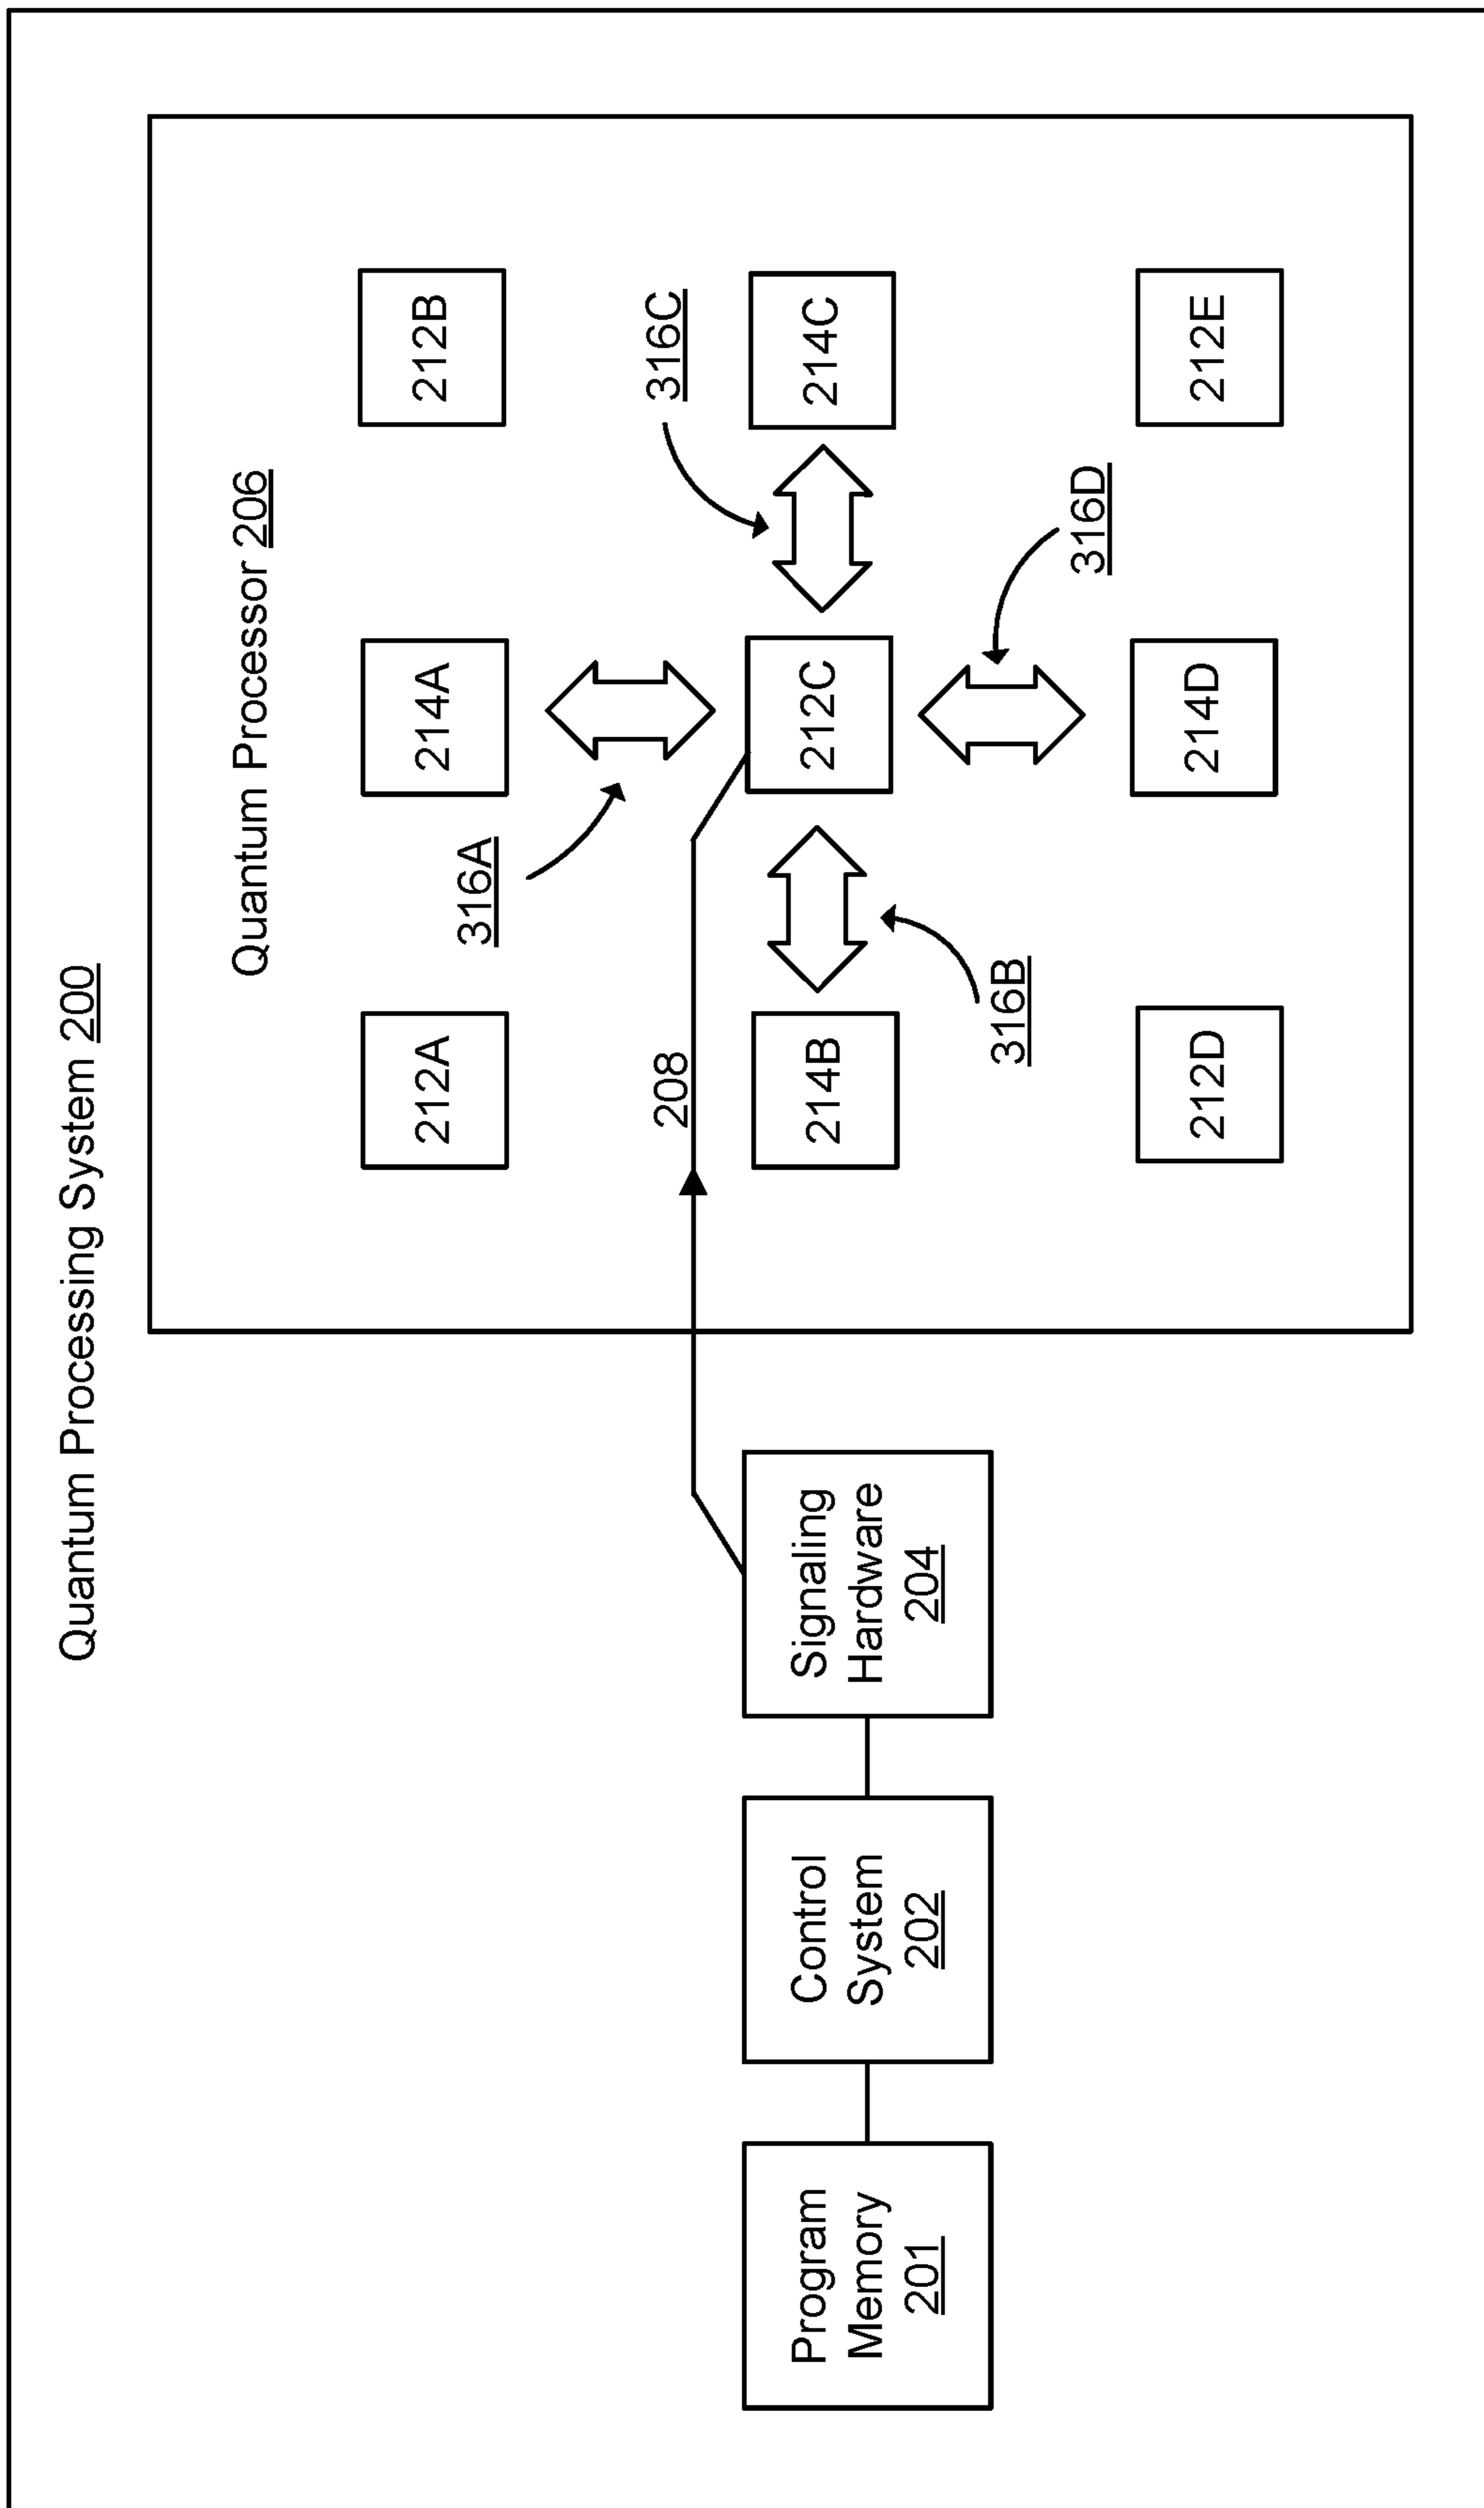 Quantum Processing System 200
Quantum Processor 206
212A
214A
212B
316A
316C
208
214B
212C
214C
316B
316D
212D
214D
212E
Program
Memory
201
Control
System
202
Signaling
Hardware
204